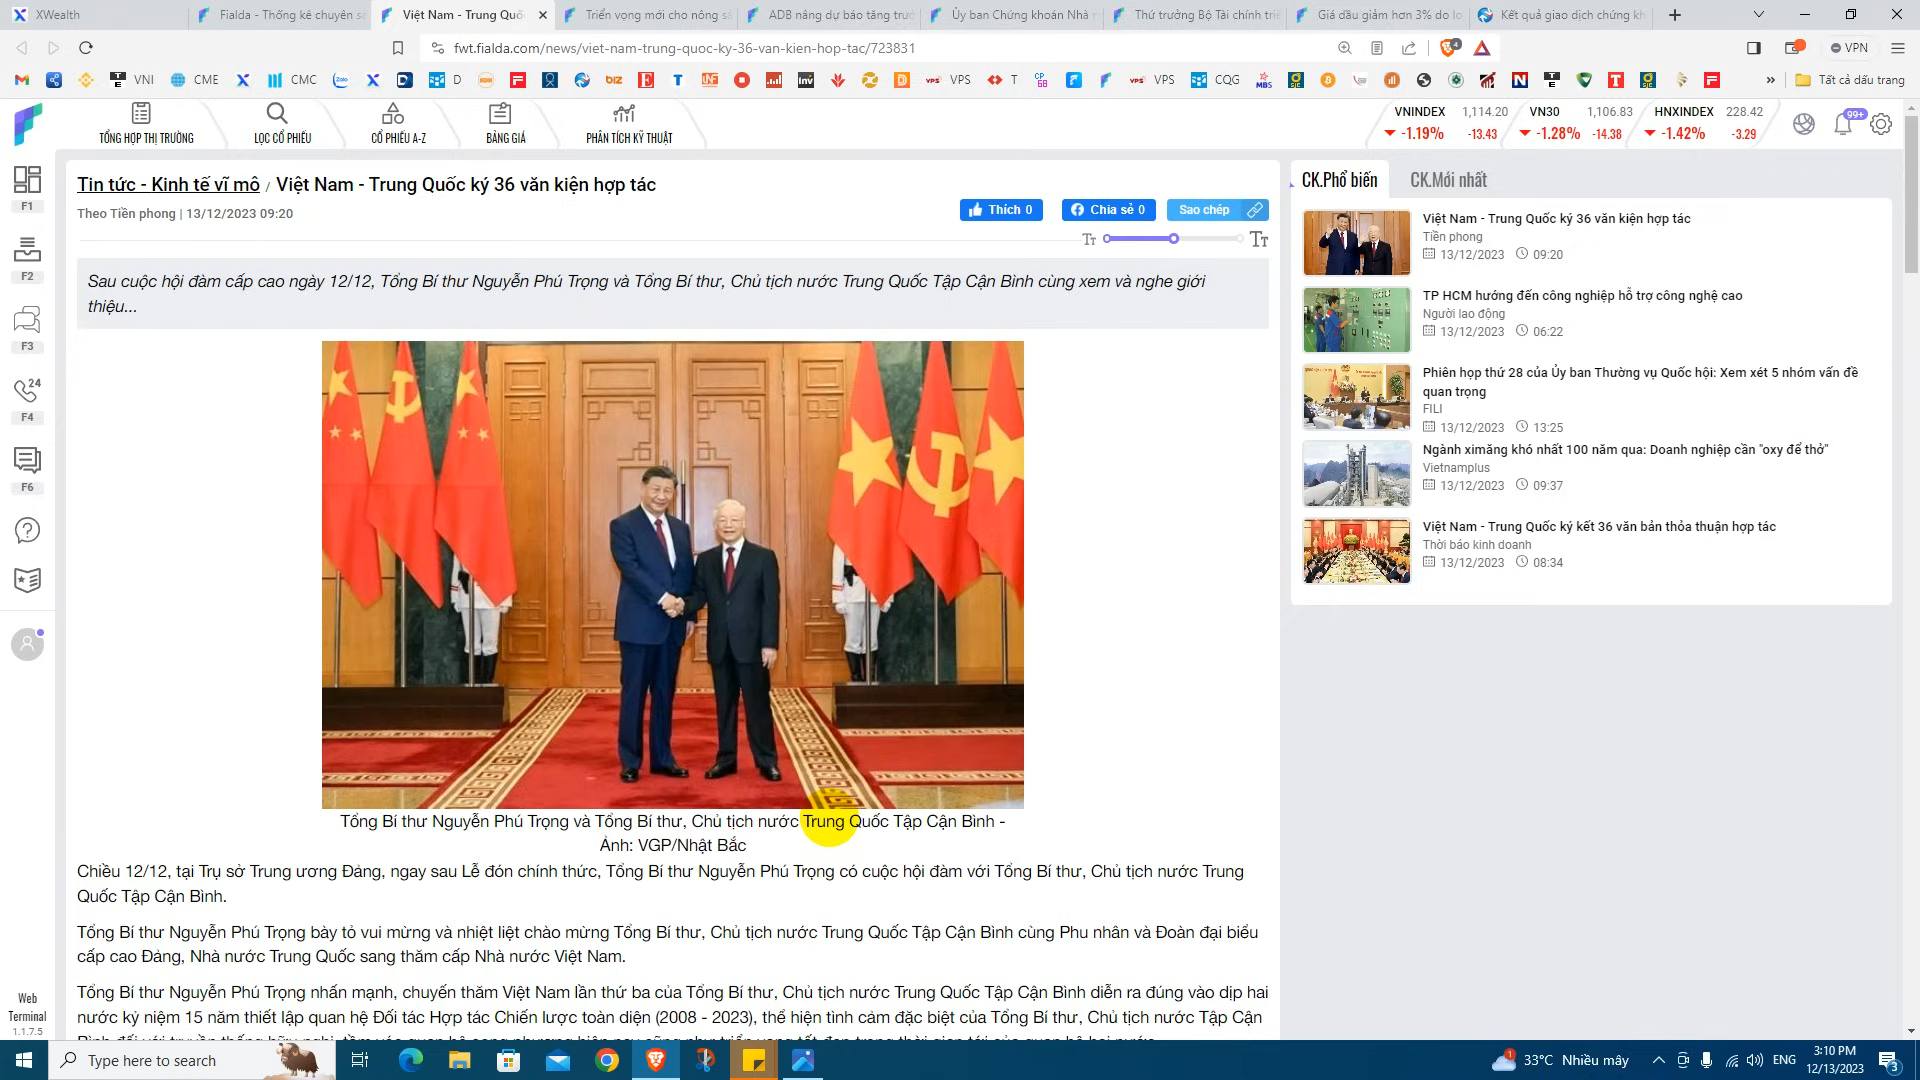 XWealth
Fialda - Thống kê chuyên s
Việt Nam - Trung Quố
Triển vọng mới cho nông s
ADB nâng dự báo tăng trư
Ủy ban Chứng khoán Nhà
Thứ trưởng Bộ Tài chính tri
Giá dầu giảm hơn 3% do lo
Kết quả giao dịch chứng kh
fwt.fialda.com/news/viet-nam-trung-quoc-ky-36-van-kien-hop-tac/723831
VPN
VNI
CME
CMC
D
VPS
T
VPS
CQG
Tất cả dấu trang
TỔNG HỢP THỊ TRƯỜNG
LỌC CỔ PHIẾU
CỔ PHIẾU A-Z
BẢNG GIÁ
PHÂN TÍCH KỸ THUẬT
VNINDEX 1,114.20
-1.19% -13.43
VN30 1,106.83
-1.28% -14.38
HNXINDEX 228.42
-1.42% -3.29
99+
F1
F2
F3
24
F4
F6
Web
Terminal
1.1.7.5
Tin tức - Kinh tế vĩ mô / Việt Nam - Trung Quốc ký 36 văn kiện hợp tác
Theo Tiền phong | 13/12/2023 09:20
Thích 0
Chia sẻ 0
Sao chép
Sau cuộc hội đàm cấp cao ngày 12/12, Tổng Bí thư Nguyễn Phú Trọng và Tổng Bí thư, Chủ tịch nước Trung Quốc Tập Cận Bình cùng xem và nghe giới
thiệu...
Tổng Bí thư Nguyễn Phú Trọng và Tổng Bí thư, Chủ tịch nước Trung Quốc Tập Cận Bình -
Ảnh: VGP/Nhật Bắc
Chiều 12/12, tại Trụ sở Trung ương Đảng, ngay sau Lễ đón chính thức, Tổng Bí thư Nguyễn Phú Trọng có cuộc hội đàm với Tổng Bí thư, Chủ tịch nước Trung
Quốc Tập Cận Bình.
Tổng Bí thư Nguyễn Phú Trọng bày tỏ vui mừng và nhiệt liệt chào mừng Tổng Bí thư, Chủ tịch nước Trung Quốc Tập Cận Bình cùng Phu nhân và Đoàn đại biểu
cấp cao Đảng, Nhà nước Trung Quốc sang thăm cấp Nhà nước Việt Nam.
Tổng Bí thư Nguyễn Phú Trọng nhấn mạnh, chuyến thăm Việt Nam lần thứ ba của Tổng Bí thư, Chủ tịch nước Trung Quốc Tập Cận Bình diễn ra đúng vào dịp hai
nước kỷ niệm 15 năm thiết lập quan hệ Đối tác Hợp tác Chiến lược toàn diện (2008 - 2023), thể hiện tình cảm đặc biệt của Tổng Bí thư, Chủ tịch nước Tập Cận
CK.Phổ biến
CK.Mới nhất
Việt Nam - Trung Quốc ký 36 văn kiện hợp tác
Tiền phong
13/12/2023 09:20
TP HCM hướng đến công nghiệp hỗ trợ công nghệ cao
Người lao động
13/12/2023 06:22
Phiên họp thứ 28 của Ủy ban Thường vụ Quốc hội: Xem xét 5 nhóm vấn đề
quan trọng
FILI
13/12/2023 13:25
Ngành ximăng khó nhất 100 năm qua: Doanh nghiệp cần "oxy để thở"
Vietnamplus
13/12/2023 09:37
Việt Nam - Trung Quốc ký kết 36 văn bản thỏa thuận hợp tác
Thời báo kinh doanh
13/12/2023 08:34
Type here to search
33°C Nhiều mây
ENG
3:10 PM
12/13/2023
3